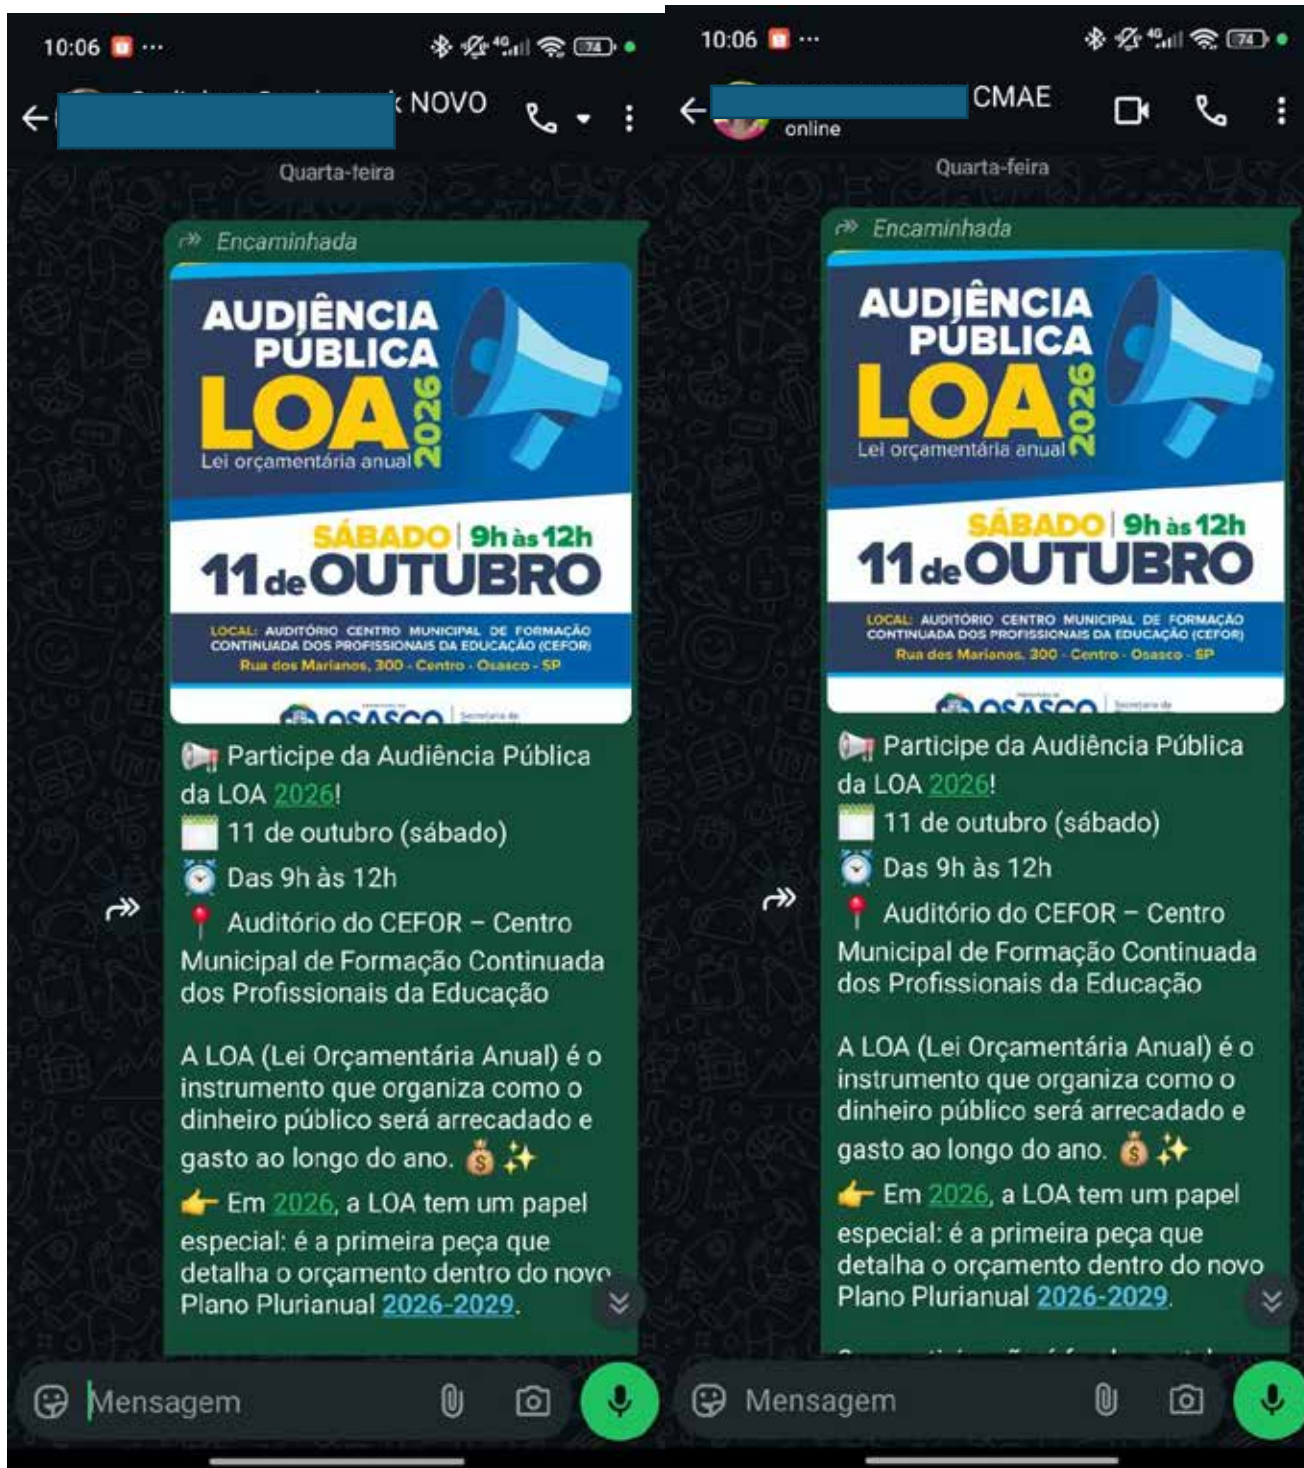 10:06
4G
74
NOVO
Quarta-feira
Encaminhada
AUDIÊNCIA
PÚBLICA
LOA
2026
Lei orçamentária anual
SÁBADO | 9h às 12h
11 de OUTUBRO
LOCAL: AUDITÓRIO CENTRO MUNICIPAL DE FORMAÇÃO
CONTINUADA DOS PROFISSIONAIS DA EDUCAÇÃO (CEFOR)
Rua dos Marianos, 300 - Centro - Osasco - SP
OSASCO
Secretaria de
Participe da Audiência Pública
da LOA 2026!
11 de outubro (sábado)
Das 9h às 12h
Auditório do CEFOR – Centro
Municipal de Formação Continuada
dos Profissionais da Educação
A LOA (Lei Orçamentária Anual) é o
instrumento que organiza como o
dinheiro público será arrecadado e
gasto ao longo do ano.
Em 2026, a LOA tem um papel
especial: é a primeira peça que
detalha o orçamento dentro do novo
Plano Plurianual 2026-2029.
Mensagem
10:06
4G
74
CMAE
online
Quarta-feira
Encaminhada
AUDIÊNCIA
PÚBLICA
LOA
2026
Lei orçamentária anual
SÁBADO | 9h às 12h
11 de OUTUBRO
LOCAL: AUDITÓRIO CENTRO MUNICIPAL DE FORMAÇÃO
CONTINUADA DOS PROFISSIONAIS DA EDUCAÇÃO (CEFOR)
Rua dos Marianos, 300 - Centro - Osasco - SP
OSASCO
Participe da Audiência Pública
da LOA 2026!
11 de outubro (sábado)
Das 9h às 12h
Auditório do CEFOR – Centro
Municipal de Formação Continuada
dos Profissionais da Educação
A LOA (Lei Orçamentária Anual) é o
instrumento que organiza como o
dinheiro público será arrecadado e
gasto ao longo do ano.
Em 2026, a LOA tem um papel
especial: é a primeira peça que
detalha o orçamento dentro do novo
Plano Plurianual 2026-2029.
Mensagem